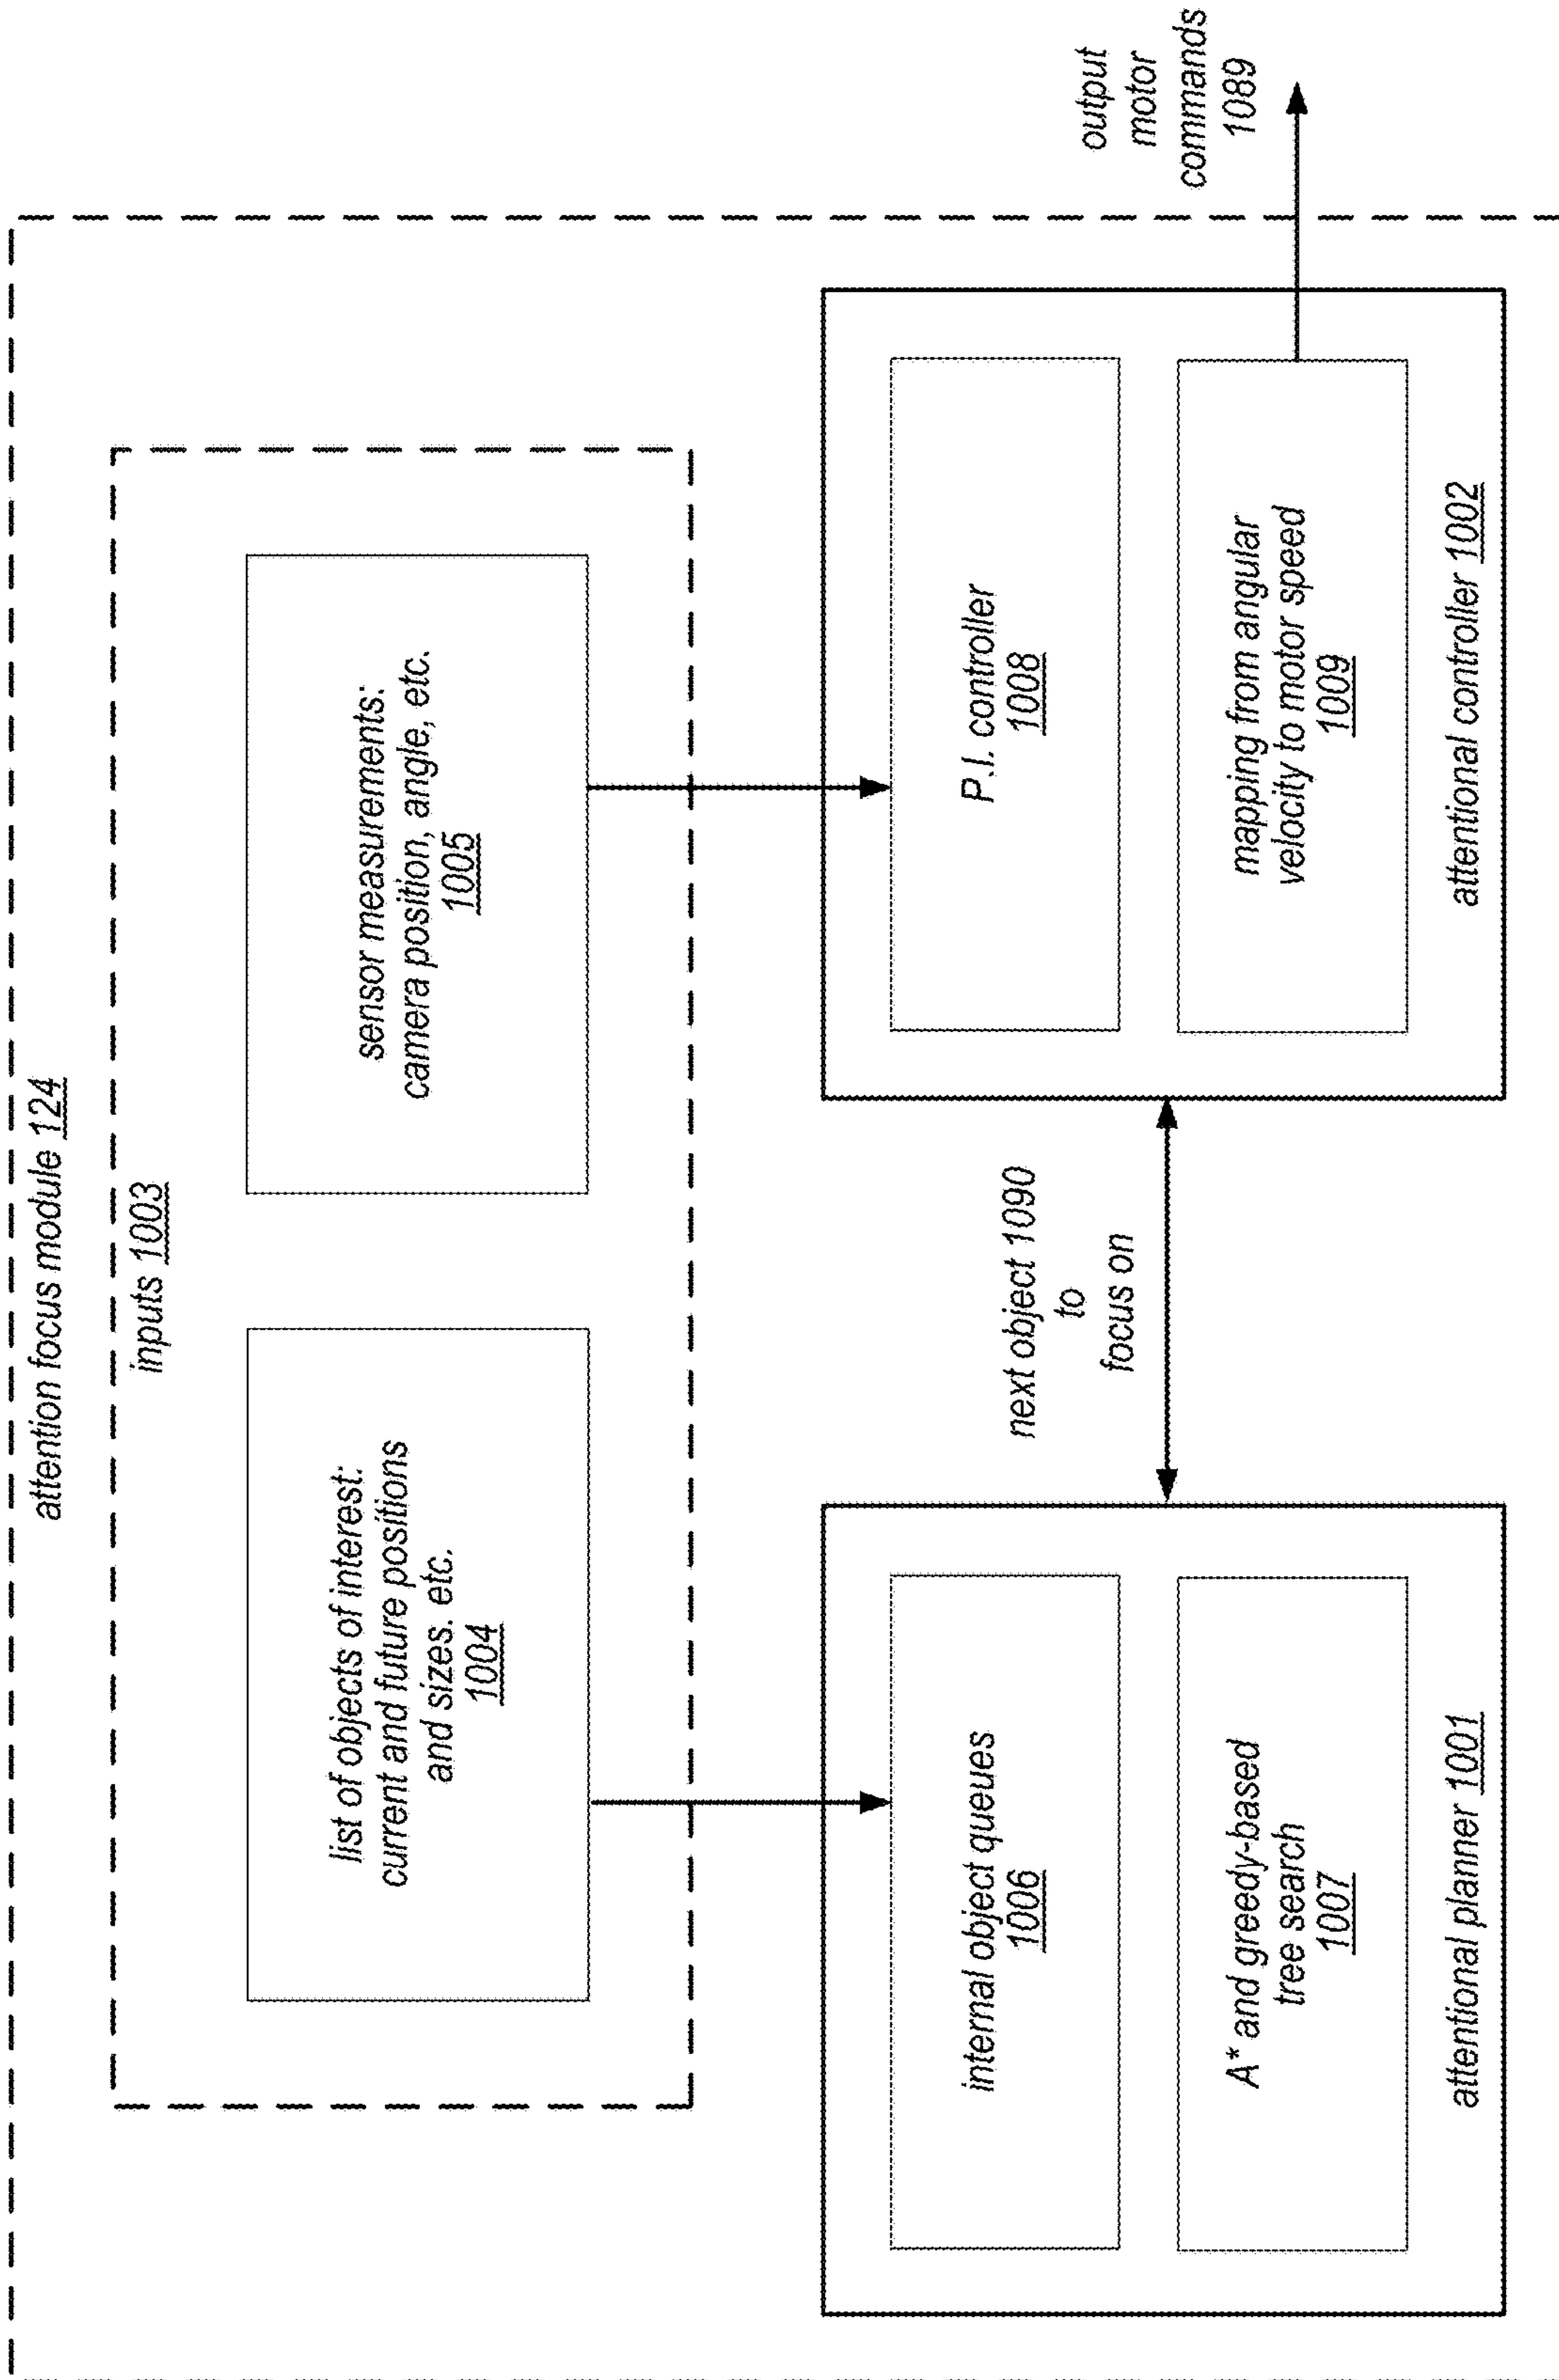 attention focus module 124
inputs 1003
list of objects of interest:
current and future positions
and sizes. etc.
1004
sensor measurements:
camera position, angle, etc.
1005
internal object queues
1006
A* and greedy-based
tree search
1007
attentional planner 1001
next object 1090
to
focus on
P.I. controller
1008
mapping from angular
velocity to motor speed
1009
attentional controller 1002
output
motor
commands
1089